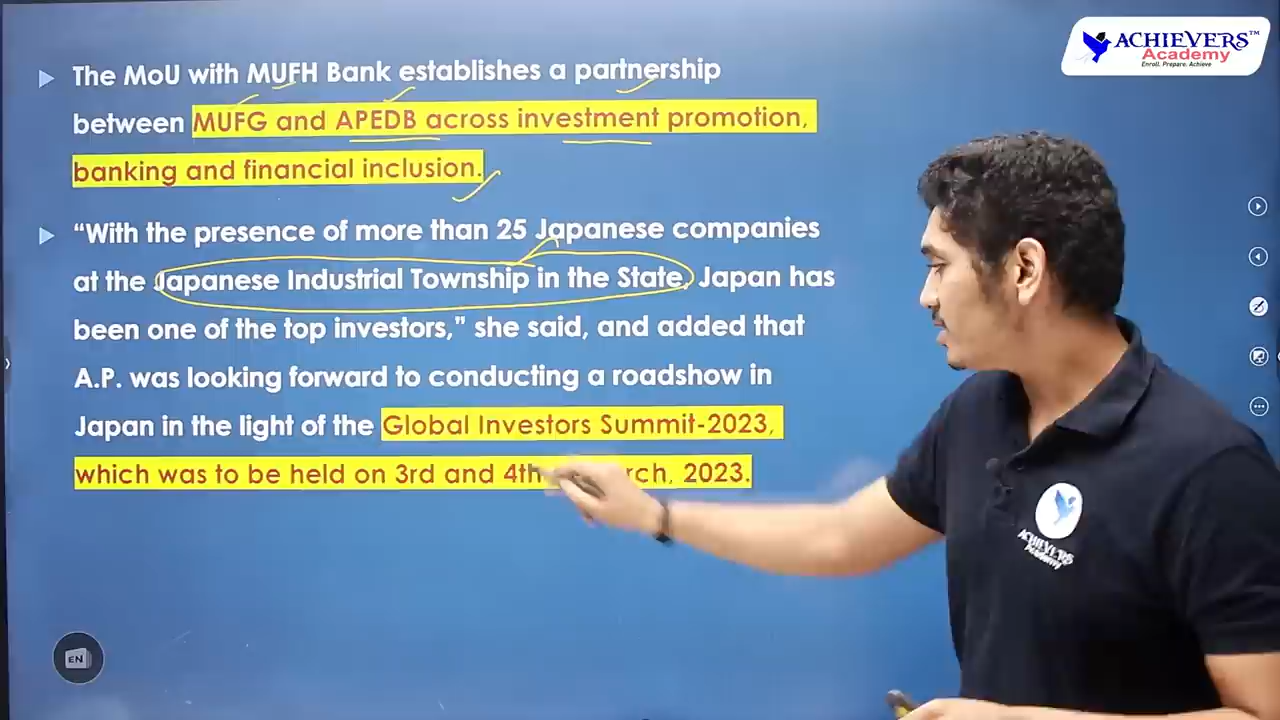 ACHIEVERS™
Academy
Enroll. Prepare. Achieve
The MoU with MUFH Bank establishes a partnership
between MUFG and APEDB across investment promotion,
banking and financial inclusion.
“With the presence of more than 25 Japanese companies
at the Japanese Industrial Township in the State, Japan has
been one of the top investors,” she said, and added that
A.P. was looking forward to conducting a roadshow in
Japan in the light of the Global Investors Summit-2023,
which was to be held on 3rd and 4th rch, 2023.
ACHIEVERS
Academy
EN